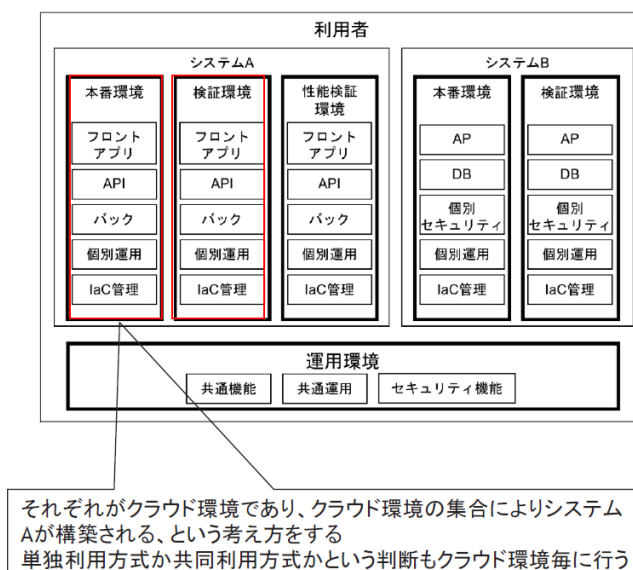 利用者
システムA
本番環境
フロント
アプリ
API
バック
個別運用
IaC管理
検証環境
フロント
アプリ
API
バック
個別運用
IaC管理
性能検証
環境
フロント
アプリ
API
バック
個別運用
IaC管理
システムB
本番環境
AP
DB
個別
セキュリティ
個別運用
IaC管理
検証環境
AP
DB
個別
セキュリティ
個別運用
IaC管理
運用環境
共通機能
共通運用
セキュリティ機能
それぞれがクラウド環境であり、クラウド環境の集合によりシステム
Aが構築される、という考え方をする
単独利用方式か共同利用方式かという判断もクラウド環境毎に行う